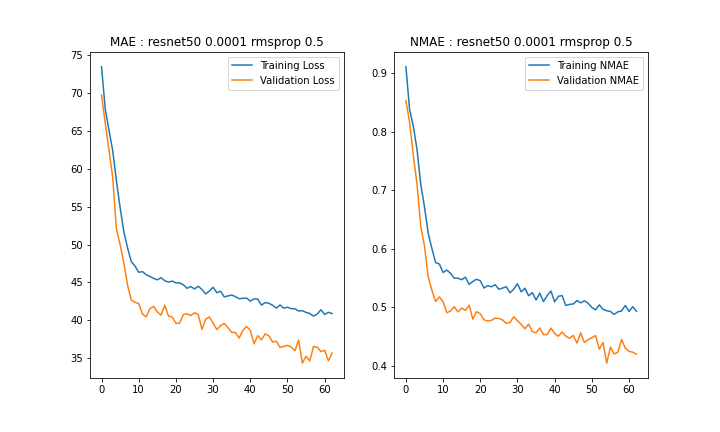 MAE : resnet50 0.0001 rmsprop 0.5
75
70
65
60
55
50
45
40
35
0 10 20 30 40 50 60
Training Loss
Validation Loss
NMAE : resnet50 0.0001 rmsprop 0.5
0.9
0.8
0.7
0.6
0.5
0.4
0 10 20 30 40 50 60
Training NMAE
Validation NMAE